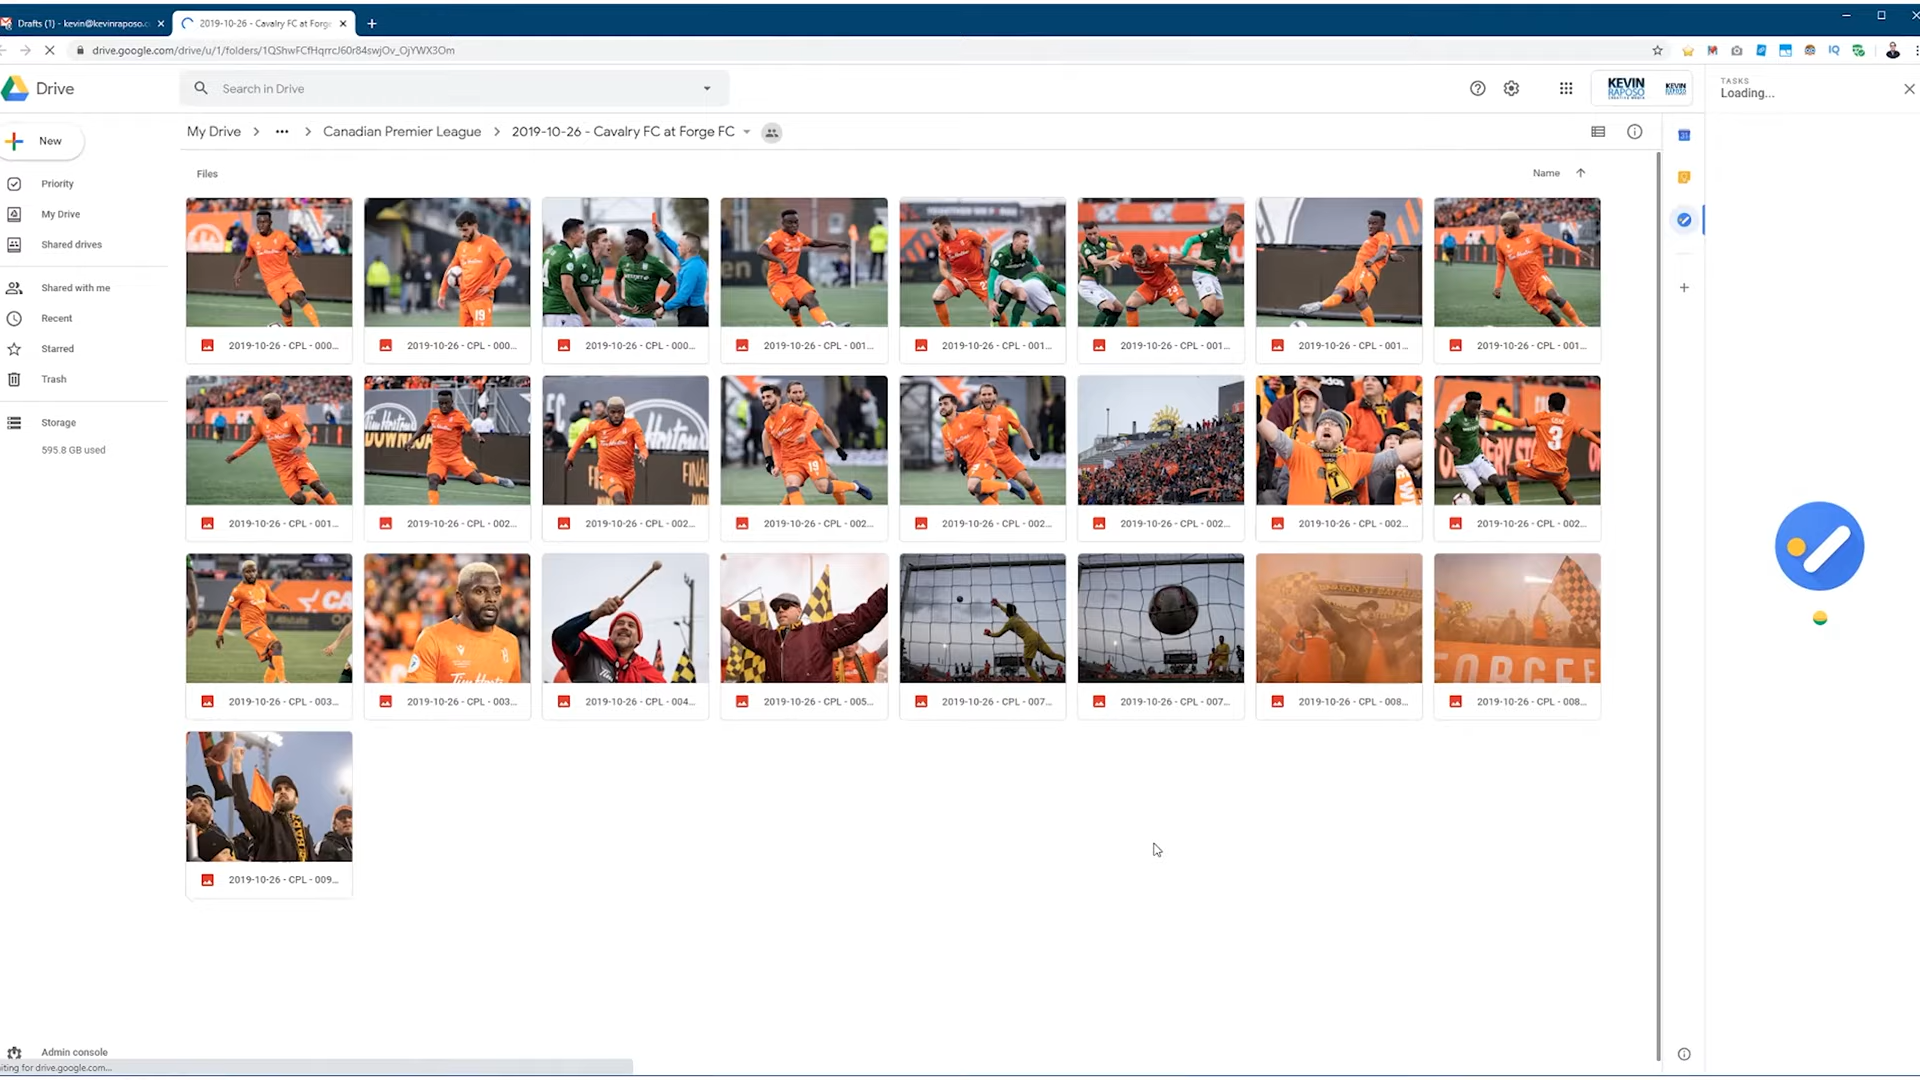 Drafts (1) - kevin@kevinraposo.c
2019-10-26 - Cavalry FC at Forge
drive.google.com/drive/u/1/folders/1QShwFCfHqrrcJ60r84swjOv_OjYWX3Om
Drive
Search in Drive
KEVIN RAPOSO
KEVIN
TASKS
Loading...
My Drive
...
Canadian Premier League
2019-10-26 - Cavalry FC at Forge FC
New
Files
Name
Priority
My Drive
Shared drives
Shared with me
Recent
Starred
Trash
Storage
595.8 GB used
2019-10-26 - CPL - 000...
2019-10-26 - CPL - 000...
2019-10-26 - CPL - 000...
2019-10-26 - CPL - 001...
2019-10-26 - CPL - 001...
2019-10-26 - CPL - 001...
2019-10-26 - CPL - 001...
2019-10-26 - CPL - 001...
2019-10-26 - CPL - 001...
2019-10-26 - CPL - 002...
2019-10-26 - CPL - 002...
2019-10-26 - CPL - 002...
2019-10-26 - CPL - 002...
2019-10-26 - CPL - 002...
2019-10-26 - CPL - 002...
2019-10-26 - CPL - 002...
2019-10-26 - CPL - 003...
2019-10-26 - CPL - 003...
2019-10-26 - CPL - 004...
2019-10-26 - CPL - 005...
2019-10-26 - CPL - 007...
2019-10-26 - CPL - 007...
2019-10-26 - CPL - 008...
2019-10-26 - CPL - 008...
2019-10-26 - CPL - 009...
Admin console
iting for drive.google.com...